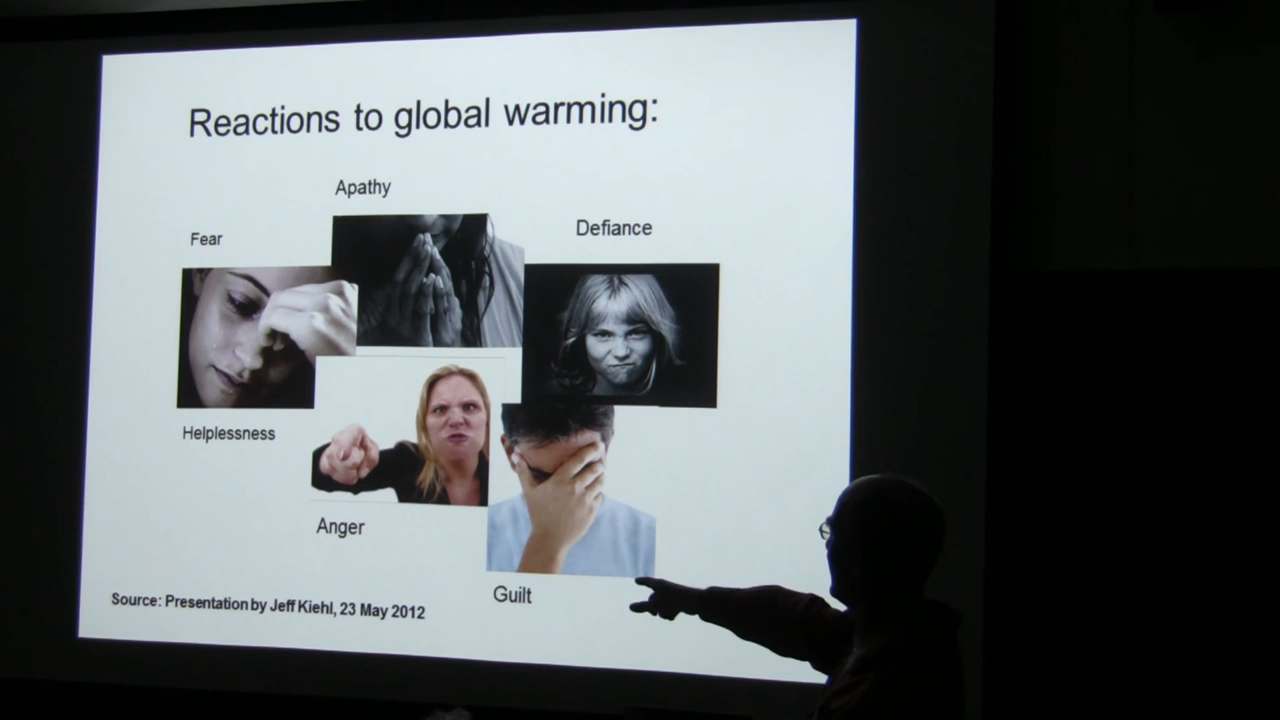 Reactions to global warming:
Apathy
Defiance
Fear
Helplessness
Anger
Guilt
Source: Presentation by Jeff Kiehl, 23 May 2012